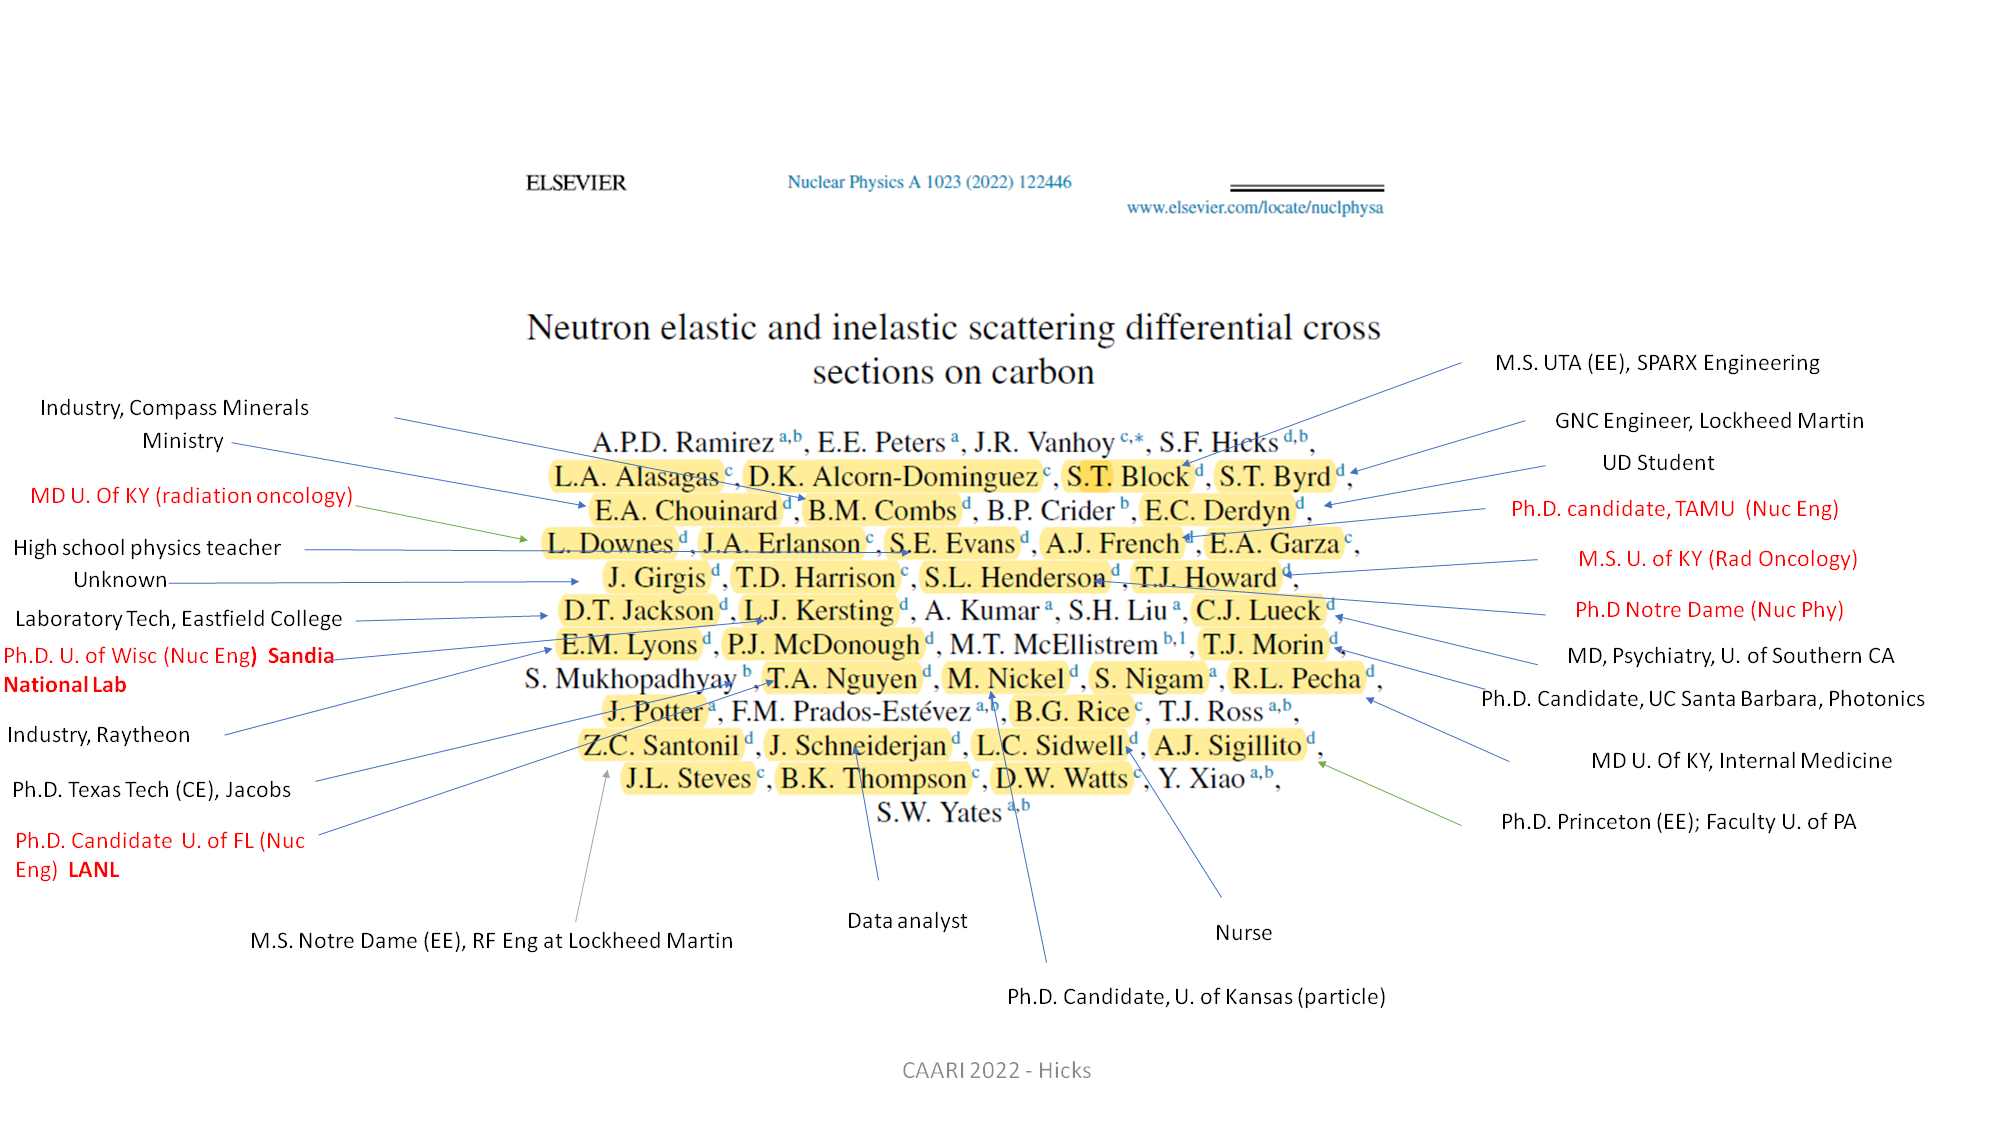 ELSEVIER
Nuclear Physics A 1023 (2022) 122446
www.elsevier.com/locate/nuclphysa
Neutron elastic and inelastic scattering differential cross
sections on carbon
A.P.D. Ramirez a,b, E.E. Peters a, J.R. Vanhoy c,*, S.F. Hicks d,b,
L.A. Alasagas c, D.K. Alcorn-Dominguez c, S.T. Block d, S.T. Byrd d,
E.A. Chouinard d, B.M. Combs d, B.P. Crider b, E.C. Derdyn d,
L. Downes d, J.A. Erlanson c, S.E. Evans d, A.J. French d, E.A. Garza c,
J. Girgis d, T.D. Harrison c, S.L. Henderson d, T.J. Howard d,
D.T. Jackson d, L.J. Kersting d, A. Kumar a, S.H. Liu a, C.J. Lueck d,
E.M. Lyons d, P.J. McDonough d, M.T. McEllistrem b,1, T.J. Morin d,
S. Mukhopadhyay b, T.A. Nguyen d, M. Nickel d, S. Nigam a, R.L. Pecha d,
J. Potter a, F.M. Prados-Estévez a,b, B.G. Rice c, T.J. Ross a,b,
Z.C. Santonil d, J. Schneiderjan d, L.C. Sidwell d, A.J. Sigillito d,
J.L. Steves c, B.K. Thompson c, D.W. Watts c, Y. Xiao a,b,
S.W. Yates a,b
Industry, Compass Minerals
Ministry
MD U. Of KY (radiation oncology)
High school physics teacher
Unknown
Laboratory Tech, Eastfield College
Ph.D. U. of Wisc (Nuc Eng) Sandia
National Lab
Industry, Raytheon
Ph.D. Texas Tech (CE), Jacobs
Ph.D. Candidate U. of FL (Nuc
Eng) LANL
M.S. Notre Dame (EE), RF Eng at Lockheed Martin
Data analyst
Ph.D. Candidate, U. of Kansas (particle)
Nurse
M.S. UTA (EE), SPARX Engineering
GNC Engineer, Lockheed Martin
UD Student
Ph.D. candidate, TAMU (Nuc Eng)
M.S. U. of KY (Rad Oncology)
Ph.D Notre Dame (Nuc Phy)
MD, Psychiatry, U. of Southern CA
Ph.D. Candidate, UC Santa Barbara, Photonics
MD U. Of KY, Internal Medicine
Ph.D. Princeton (EE); Faculty U. of PA
CAARI 2022 - Hicks